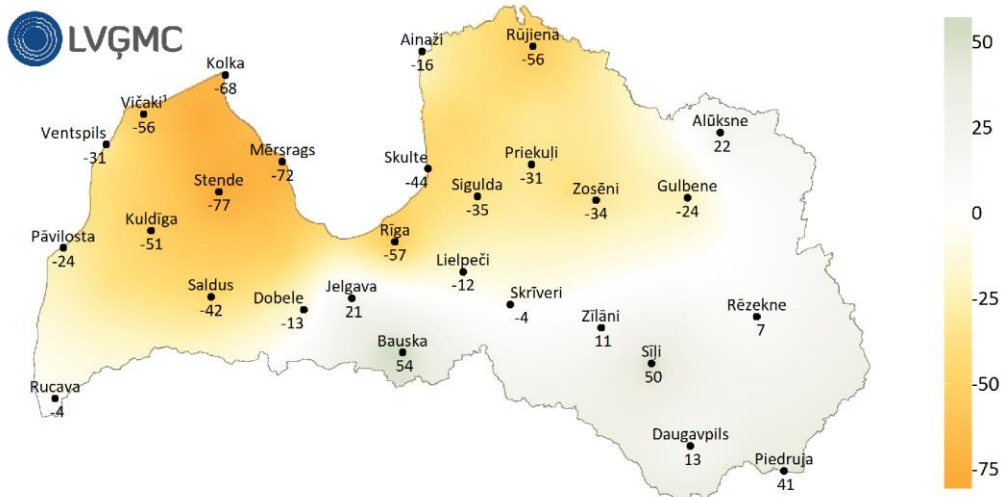 LVĢMC
Ainaži
-16
Rūjiena
-56
Kolka
-68
Vičaki
-56
Ventspils
-31
Mērsrags
-72
Stende
-77
Kuldīga
-51
Pāvilosta
-24
Saldus
-42
Dobele
-13
Jelgava
21
Bauska
54
Rucava
-4
Skulte
-44
Sigulda
-35
Priekuļi
-31
Zosēni
-34
Gulbene
-24
Alūksne
22
Rīga
-57
Lielpeči
-12
Skrīveri
-4
Zīlāni
11
Rēzekne
7
Sīļi
50
Daugavpils
13
Piedruja
41
50
25
0
-25
-50
-75